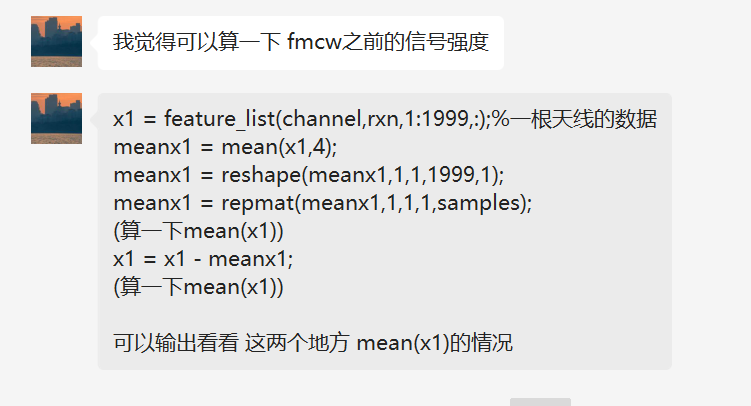 我觉得可以算一下 fmcw之前的信号强度
x1 = feature_list(channel,rxn,1:1999,:);%一根天线的数据
meanx1 = mean(x1,4);
meanx1 = reshape(meanx1,1,1,1999,1);
meanx1 = repmat(meanx1,1,1,1,samples);
(算一下mean(x1))
x1 = x1 - meanx1;
(算一下mean(x1))
可以输出看看 这两个地方 mean(x1)的情况